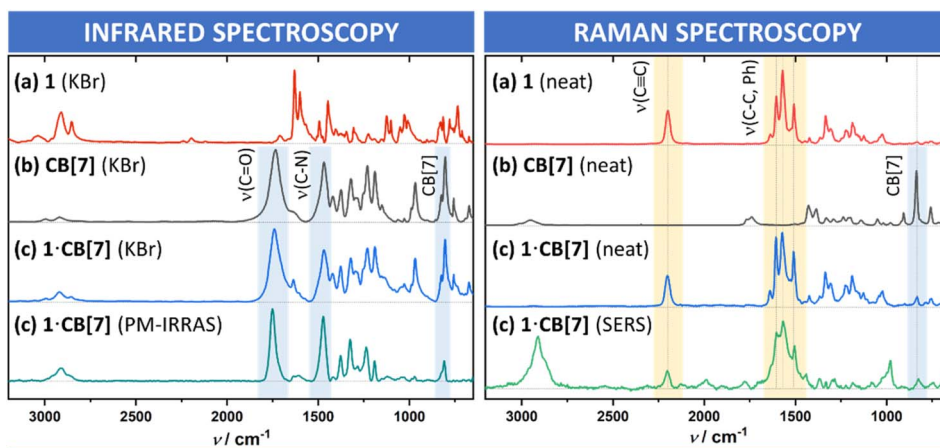 INFRARED SPECTROSCOPY
(a) 1 (KBr)
(b) CB[7] (KBr)
ν(C=O)
ν(C-N)
CB[7]
(c) 1·CB[7] (KBr)
(c) 1·CB[7] (PM-IRRAS)
3000 2500 2000 1500 1000
ν / cm⁻¹
RAMAN SPECTROSCOPY
(a) 1 (neat)
ν(C≡C)
ν(C-C, Ph)
(b) CB[7] (neat)
CB[7]
(c) 1·CB[7] (neat)
(c) 1·CB[7] (SERS)
3000 2500 2000 1500 1000
ν / cm⁻¹